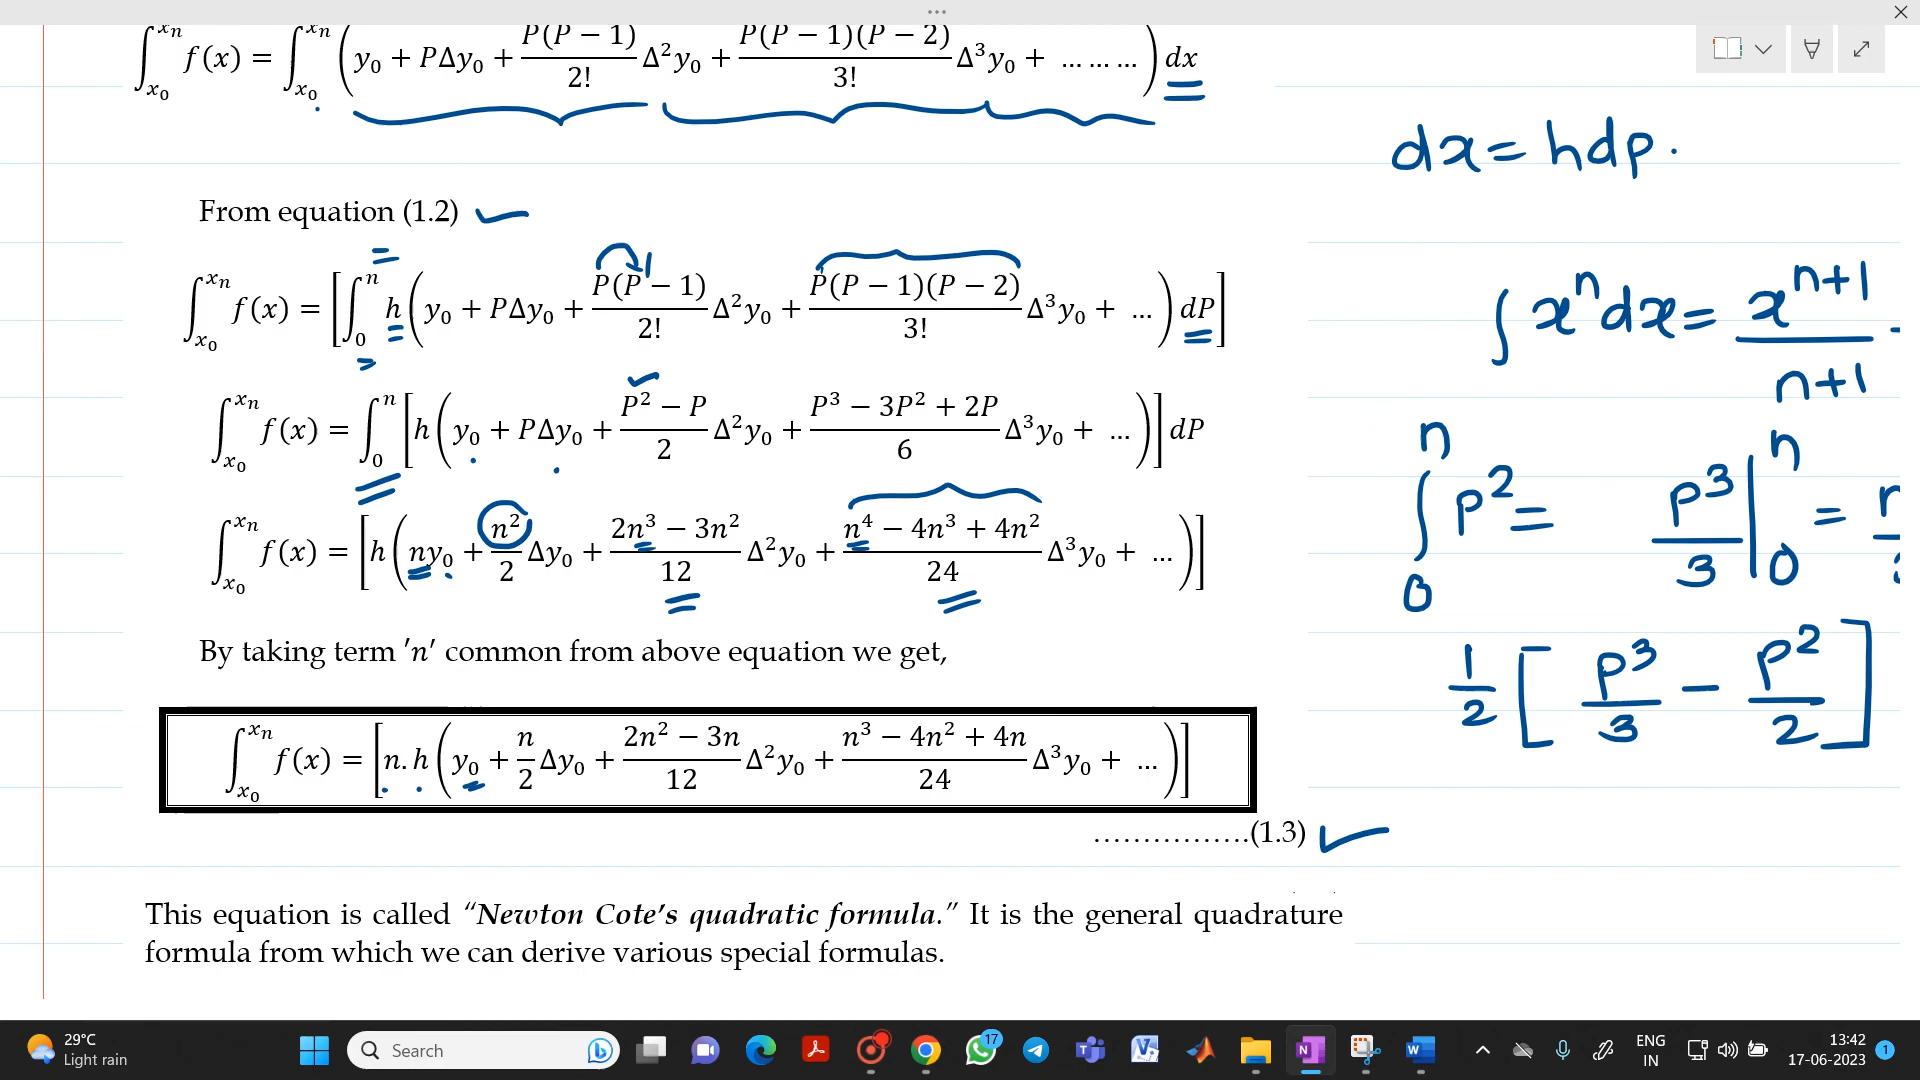 ∫_{x₀}^{xₙ} f(x) = ∫_{x₀}^{xₙ} (y₀ + PΔy₀ + P(P − 1)/2! Δ²y₀ + P(P − 1)(P − 2)/3! Δ³y₀ + ... ... ...) dx
dx = hdp.
From equation (1.2)
∫_{x₀}^{xₙ} f(x) = [∫_0^n h (y₀ + PΔy₀ + P(P − 1)/2! Δ²y₀ + P(P − 1)(P − 2)/3! Δ³y₀ + ...) dP]
∫ xⁿ dx = x^{n+1}/n+1
∫_{x₀}^{xₙ} f(x) = ∫_0^n [h (y₀ + PΔy₀ + P² − P/2 Δ²y₀ + P³ − 3P² + 2P/6 Δ³y₀ + ...)] dP
∫_0^n p² = p³/3 |_0^n =
∫_{x₀}^{xₙ} f(x) = [h (ny₀ + n²/2 Δy₀ + 2n³ − 3n²/12 Δ²y₀ + n⁴ − 4n³ + 4n²/24 Δ³y₀ + ...)]
By taking term 'n' common from above equation we get,
1/2 [p³/3 − p²/2]
∫_{x₀}^{xₙ} f(x) = [n.h (y₀ + n/2 Δy₀ + 2n² − 3n/12 Δ²y₀ + n³ − 4n² + 4n/24 Δ³y₀ + ...)]
................(1.3)
This equation is called “Newton Cote’s quadratic formula.” It is the general quadrature
formula from which we can derive various special formulas.
29°C
Light rain
Search
17
ENG
IN
13:42
17-06-2023
1